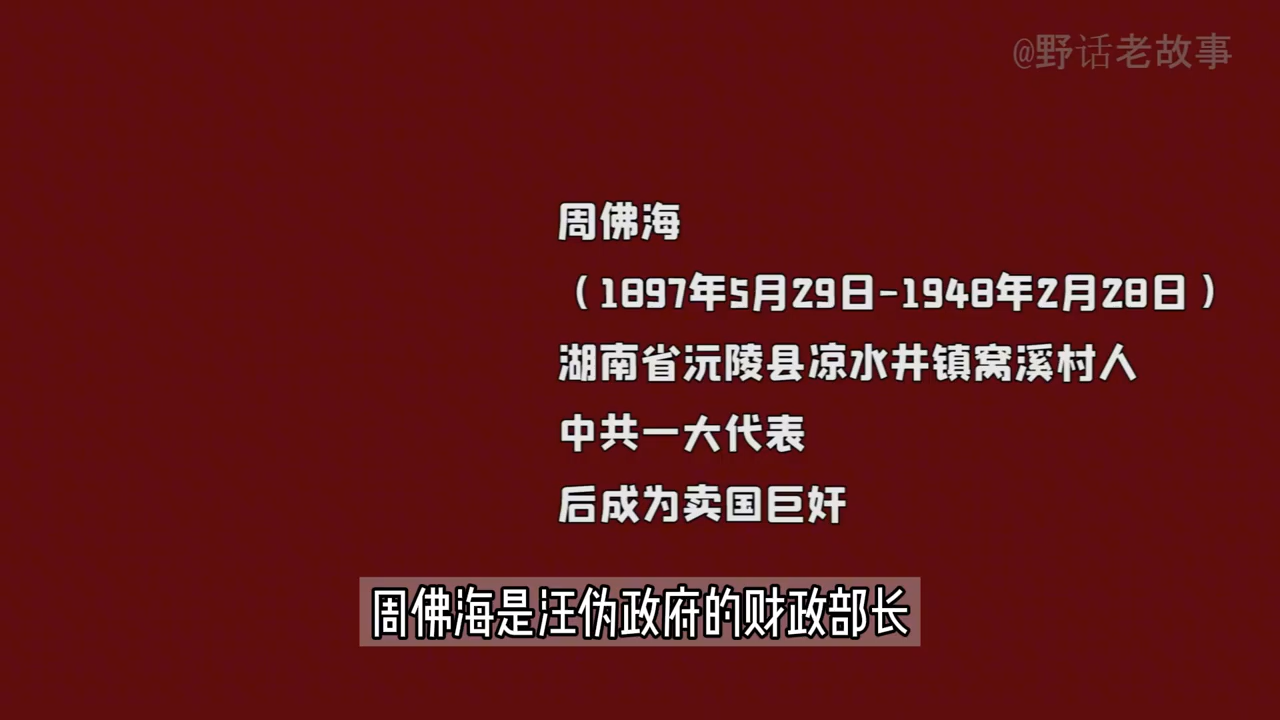 @野话老故事
周佛海
（1897年5月29日-1948年2月28日）
湖南省沅陵县凉水井镇窝溪村人
中共一大代表
后成为卖国巨奸
周佛海是汪伪政府的财政部长